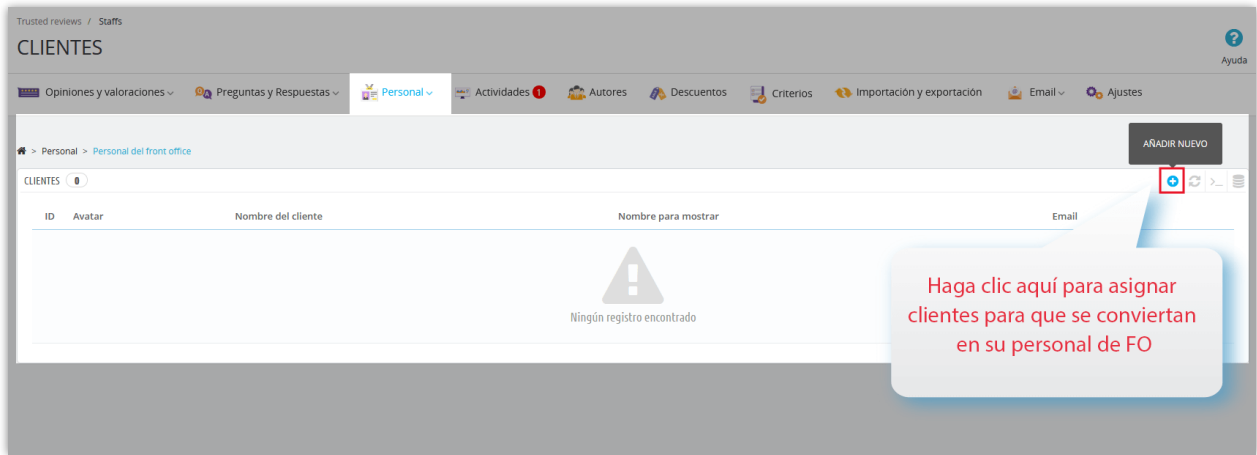 Trusted reviews / Staffs
CLIENTES
Ayuda
Opiniones y valoraciones Preguntas y Respuestas Personal Actividades 1 Autores Descuentos Criterios Importación y exportación Email Ajustes
> Personal > Personal del front office
AÑADIR NUEVO
CLIENTES 0
ID Avatar Nombre del cliente Nombre para mostrar Email
Ningún registro encontrado
Haga clic aquí para asignar
clientes para que se conviertan
en su personal de FO